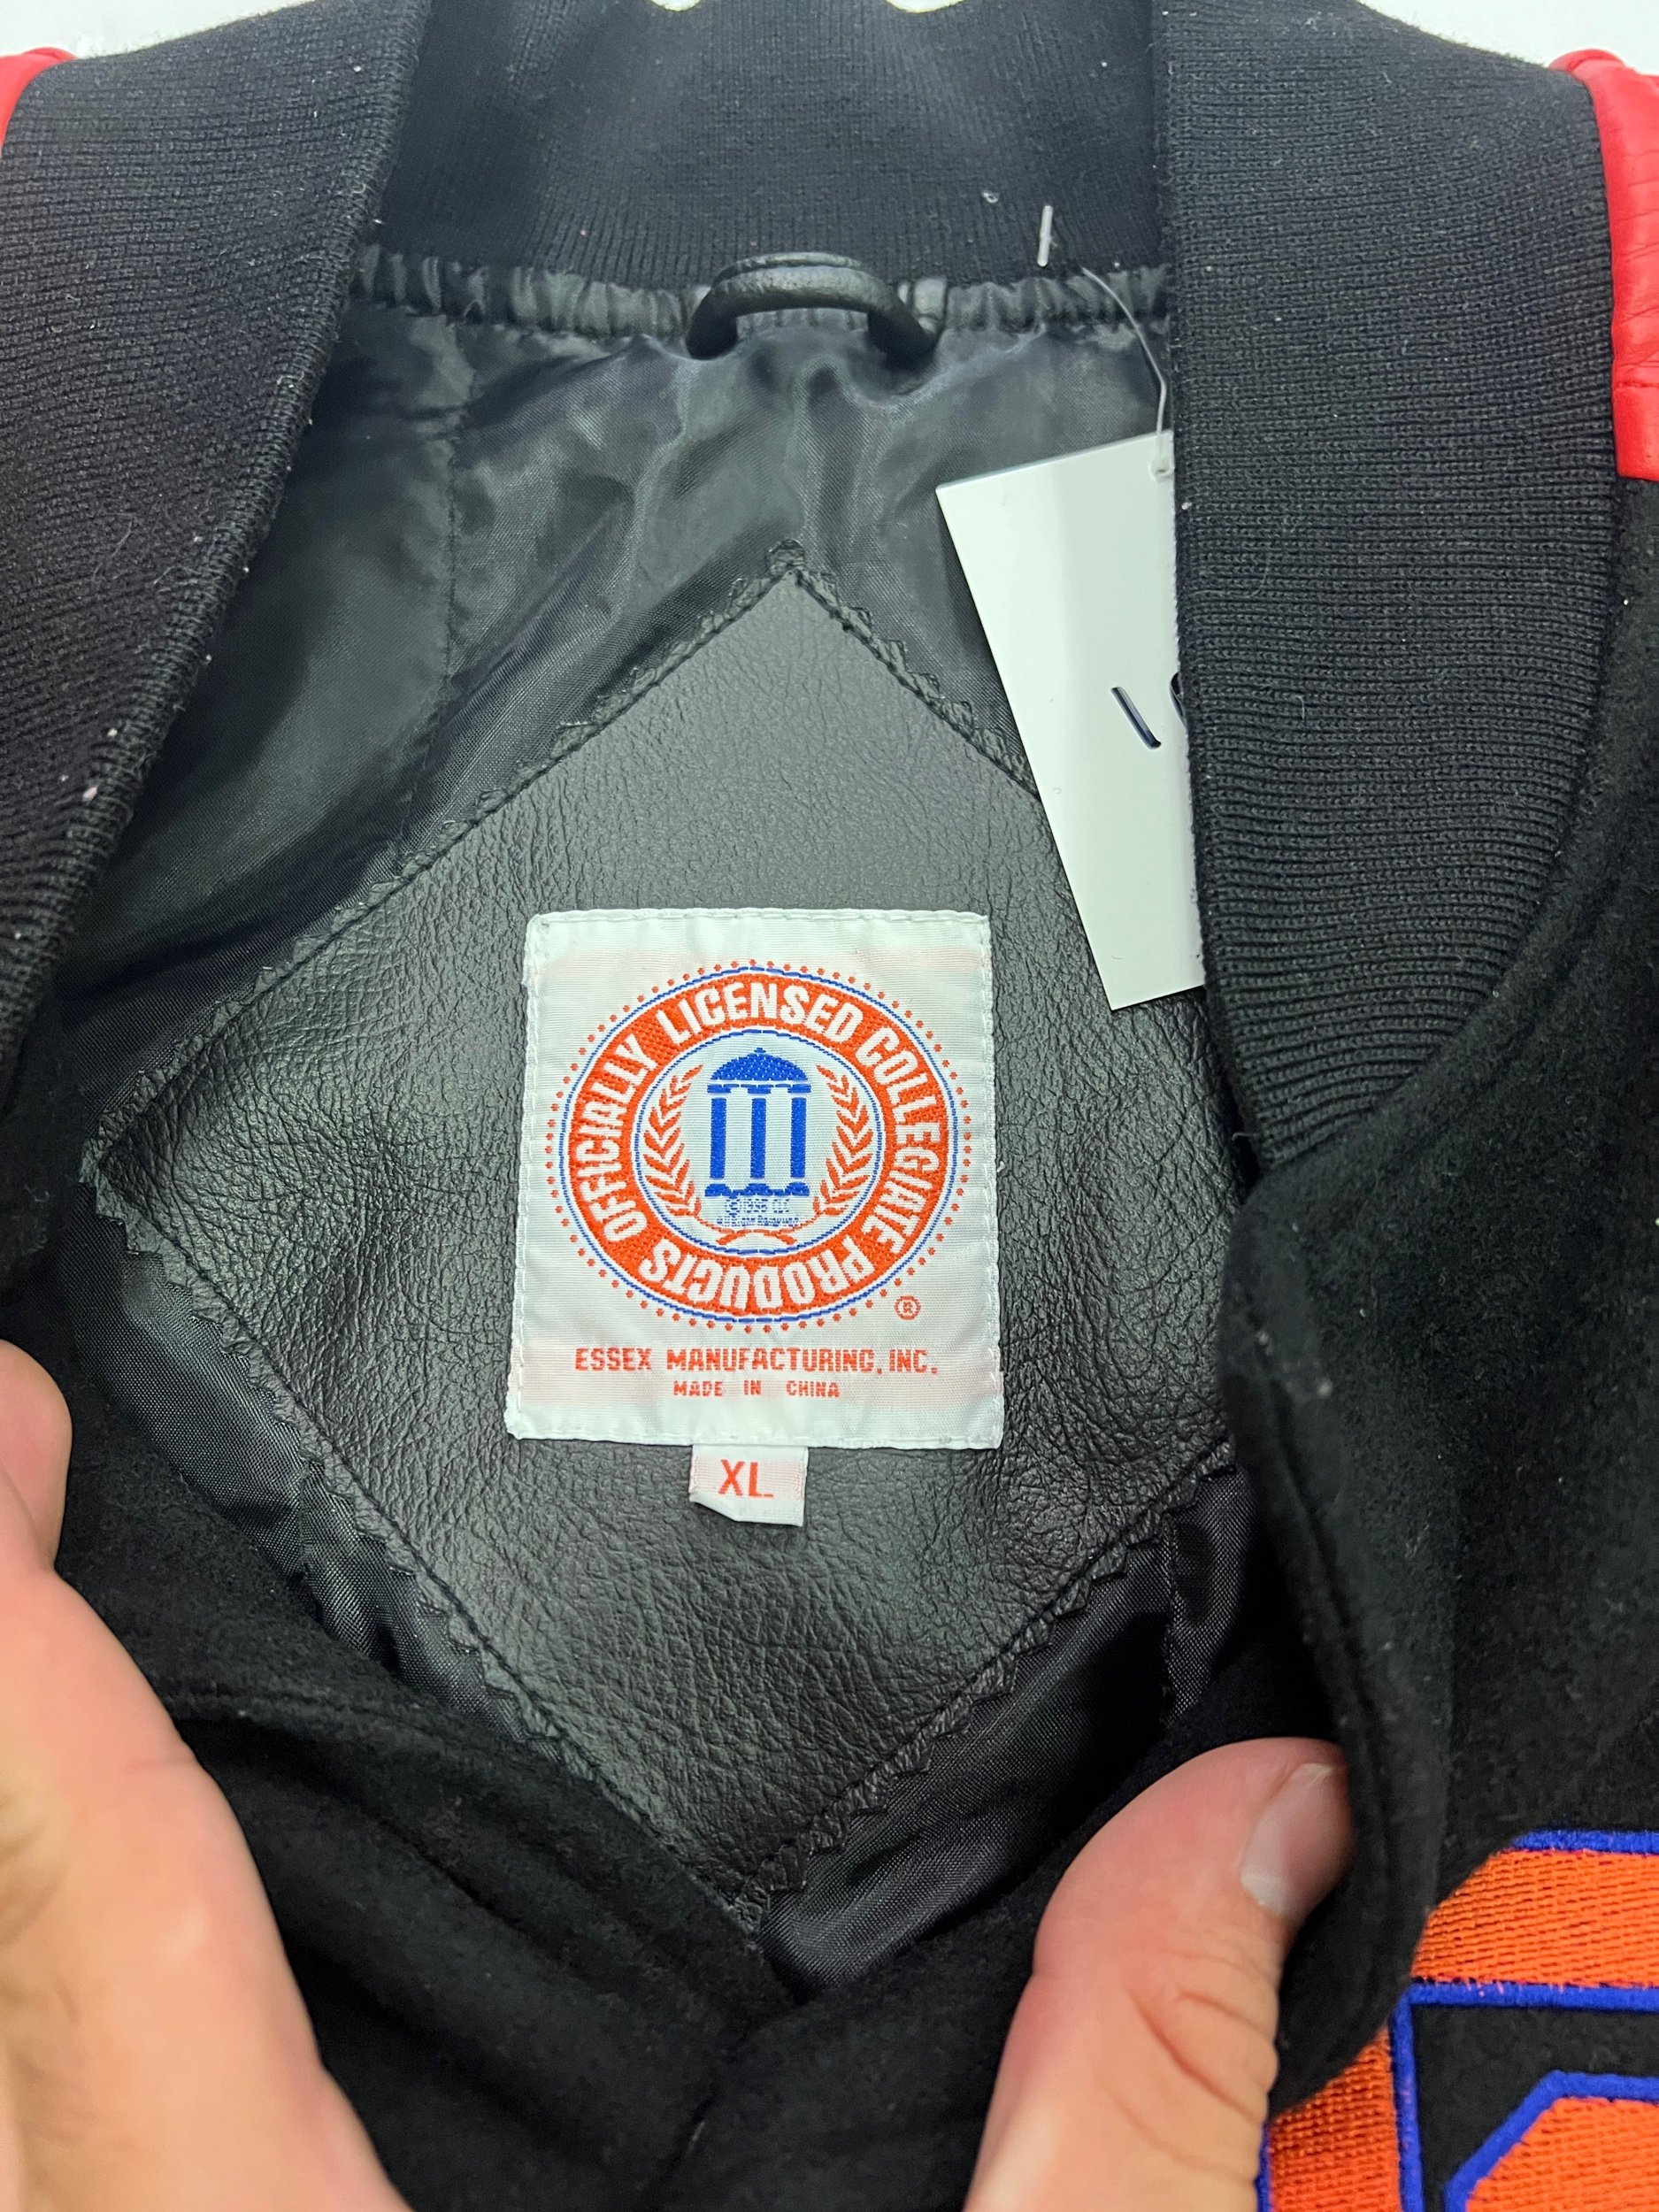 OFFICIALLY LICENSED COLLEGIATE PRODUCTS
®
ESSEX MANUFACTURING, INC.
MADE IN CHINA
XL